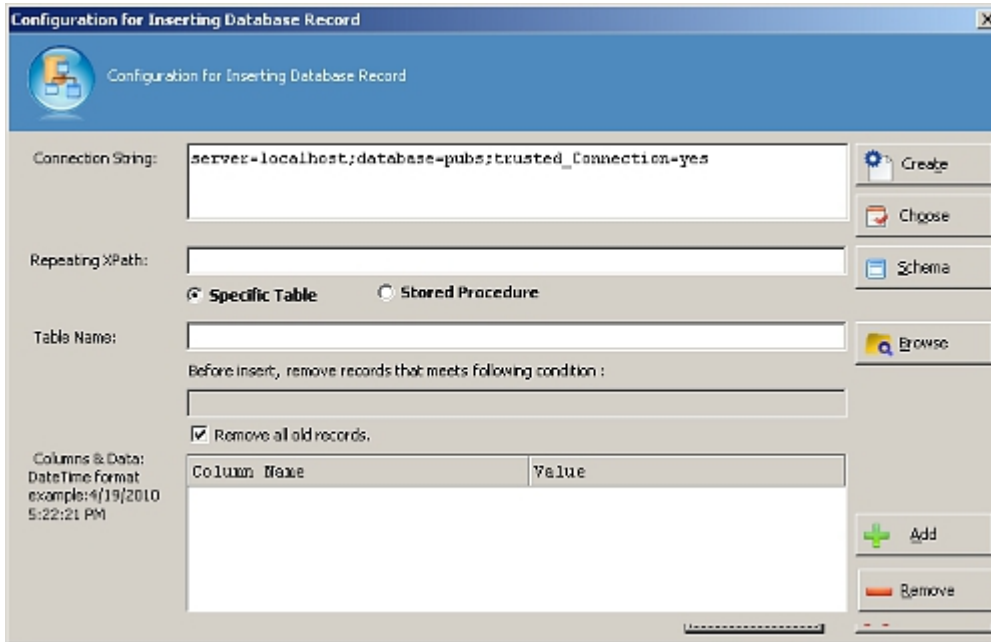 Configuration for Inserting Database Record
Configuration for Inserting Database Record
Connection String:
server=localhost;database=pubs;trusted_Connection=yes
Create
Choose
Repeating XPath:
Schema
Specific Table
Stored Procedure
Table Name:
Browse
Before insert, remove records that meets following condition :
Remove all old records.
Columns & Data:
DateTime format
example:4/19/2010
5:22:21 PM
Column Name
Value
Add
Remove